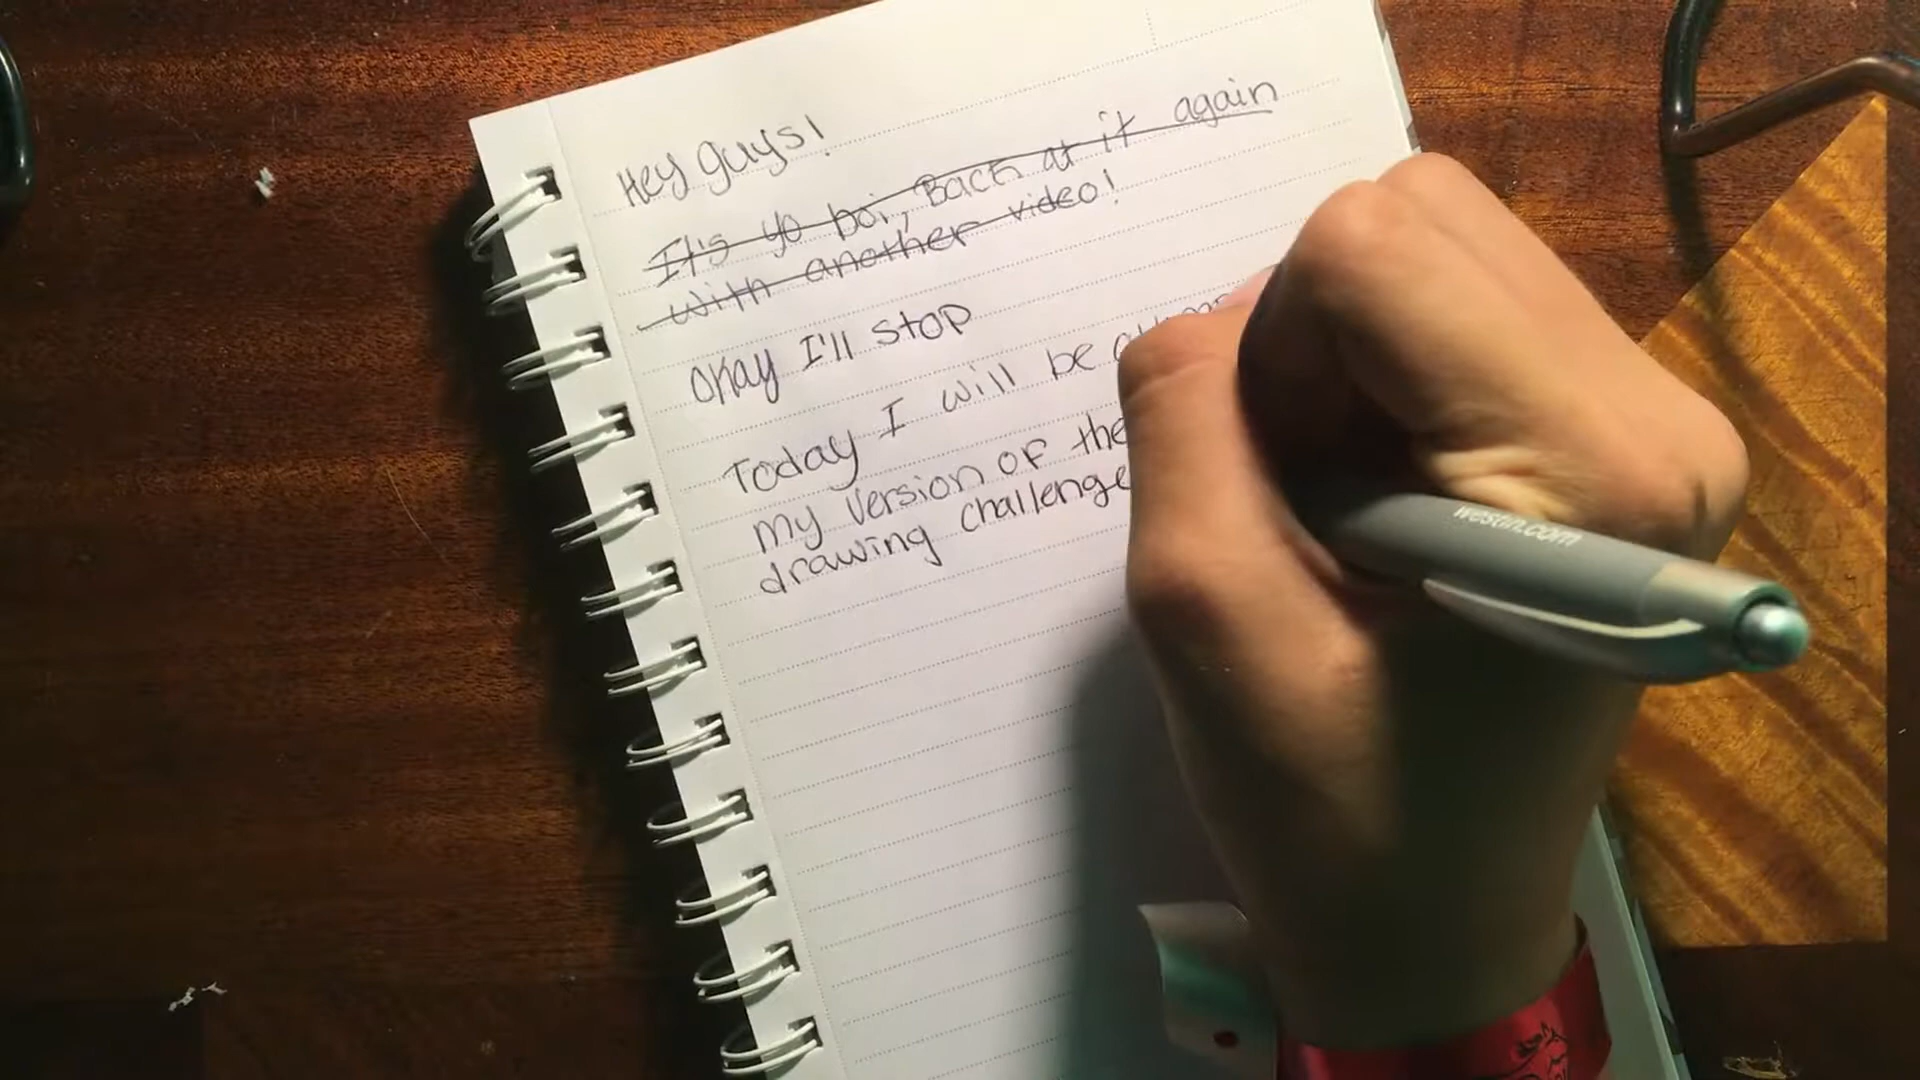 Hey guys!
It's yo boi, Back at it again
with another video!
Okay I'll stop
Today I will be
my version of the
drawing challenge
westin.com